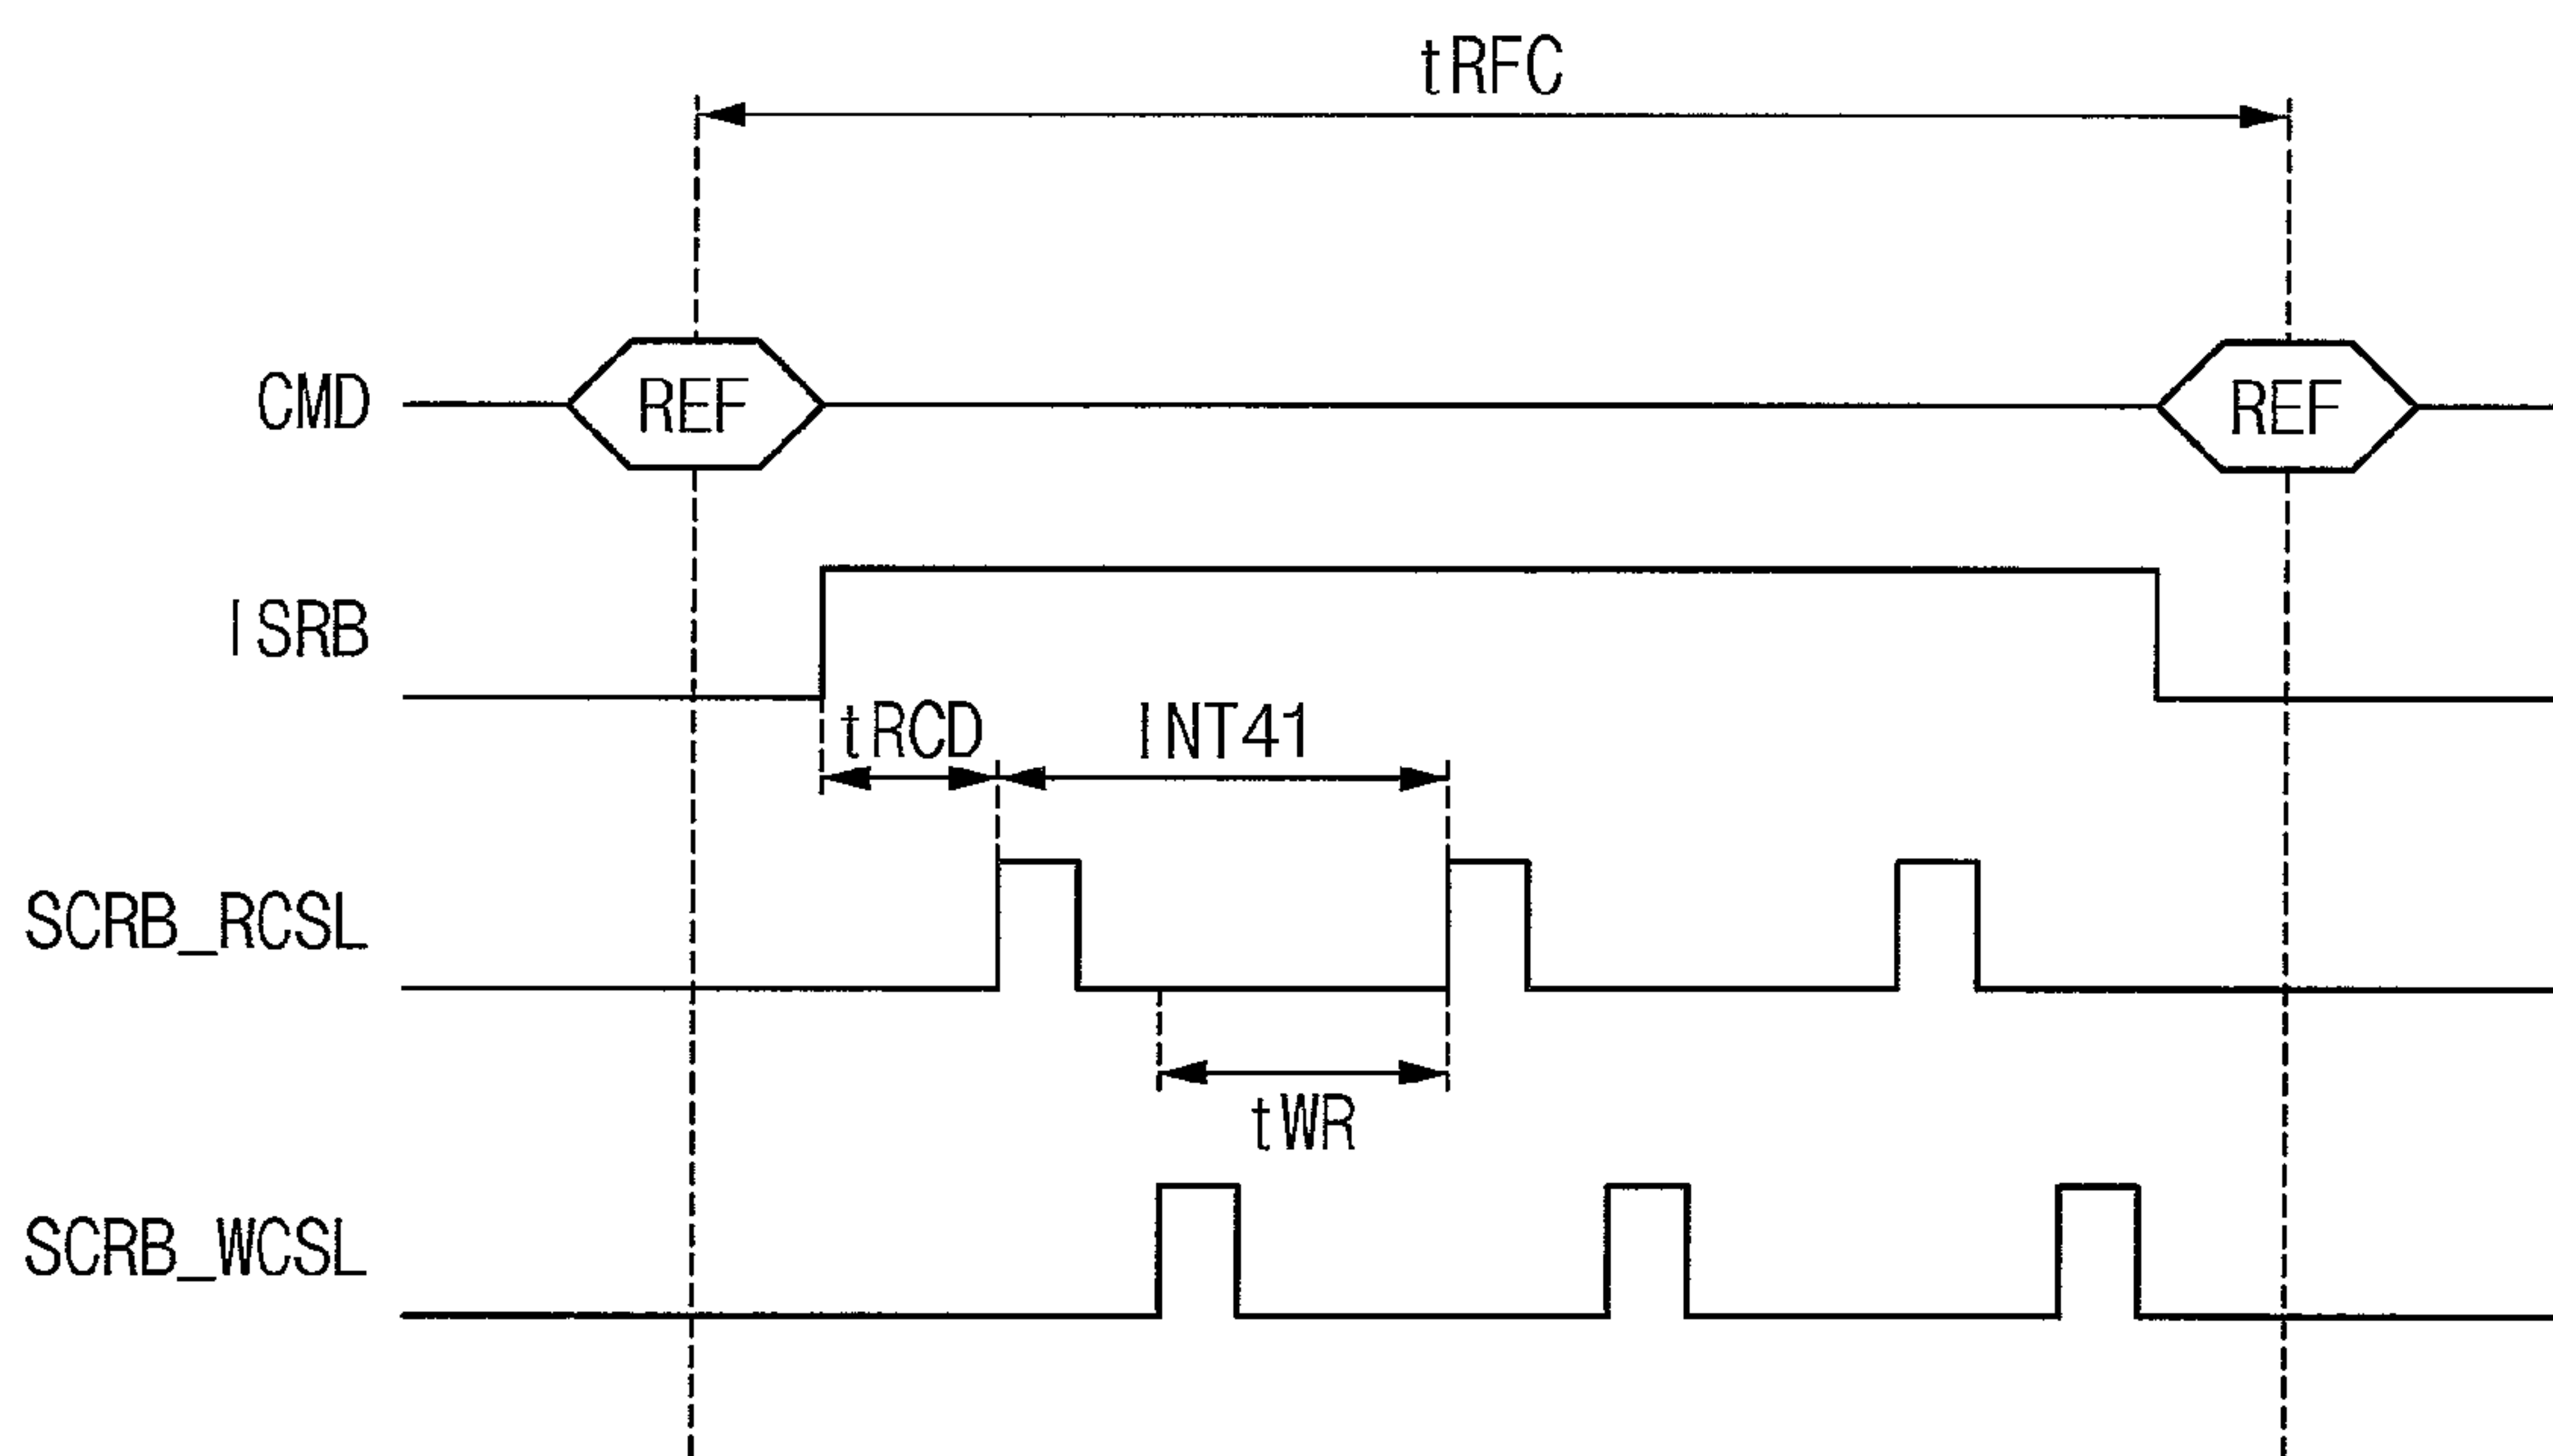 tRFC
CMD
REF
REF
ISRB
tRCD
INT41
SCRB_RCSL
tWR
SCRB_WCSL